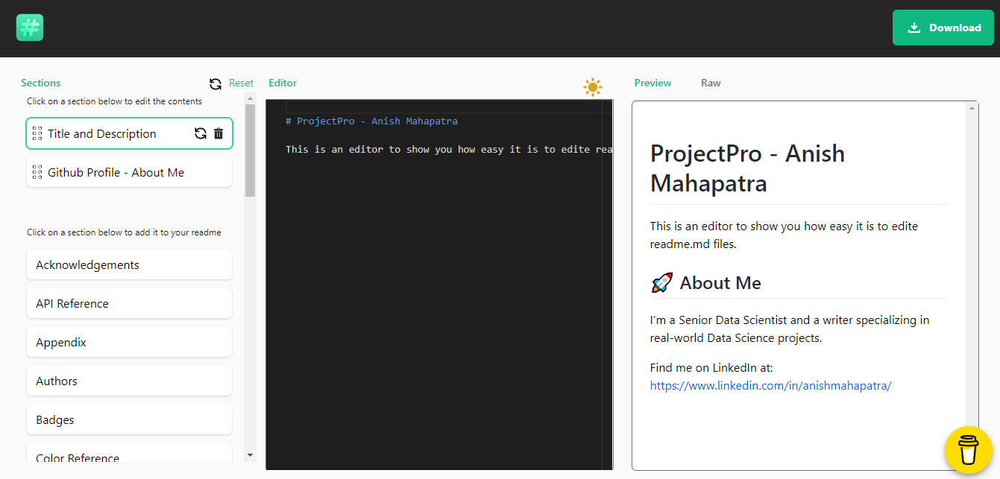 Download
Sections
Reset
Click on a section below to edit the contents
Title and Description
Github Profile - About Me
Click on a section below to add it to your readme
Acknowledgements
API Reference
Appendix
Authors
Badges
Color Reference
Editor
# ProjectPro - Anish Mahapatra
This is an editor to show you how easy it is to edite rea
Preview
Raw
ProjectPro - Anish
Mahapatra
This is an editor to show you how easy it is to edite
readme.md files.
🚀 About Me
I'm a Senior Data Scientist and a writer specializing in
real-world Data Science projects.
Find me on LinkedIn at:
https://www.linkedin.com/in/anishmahapatra/